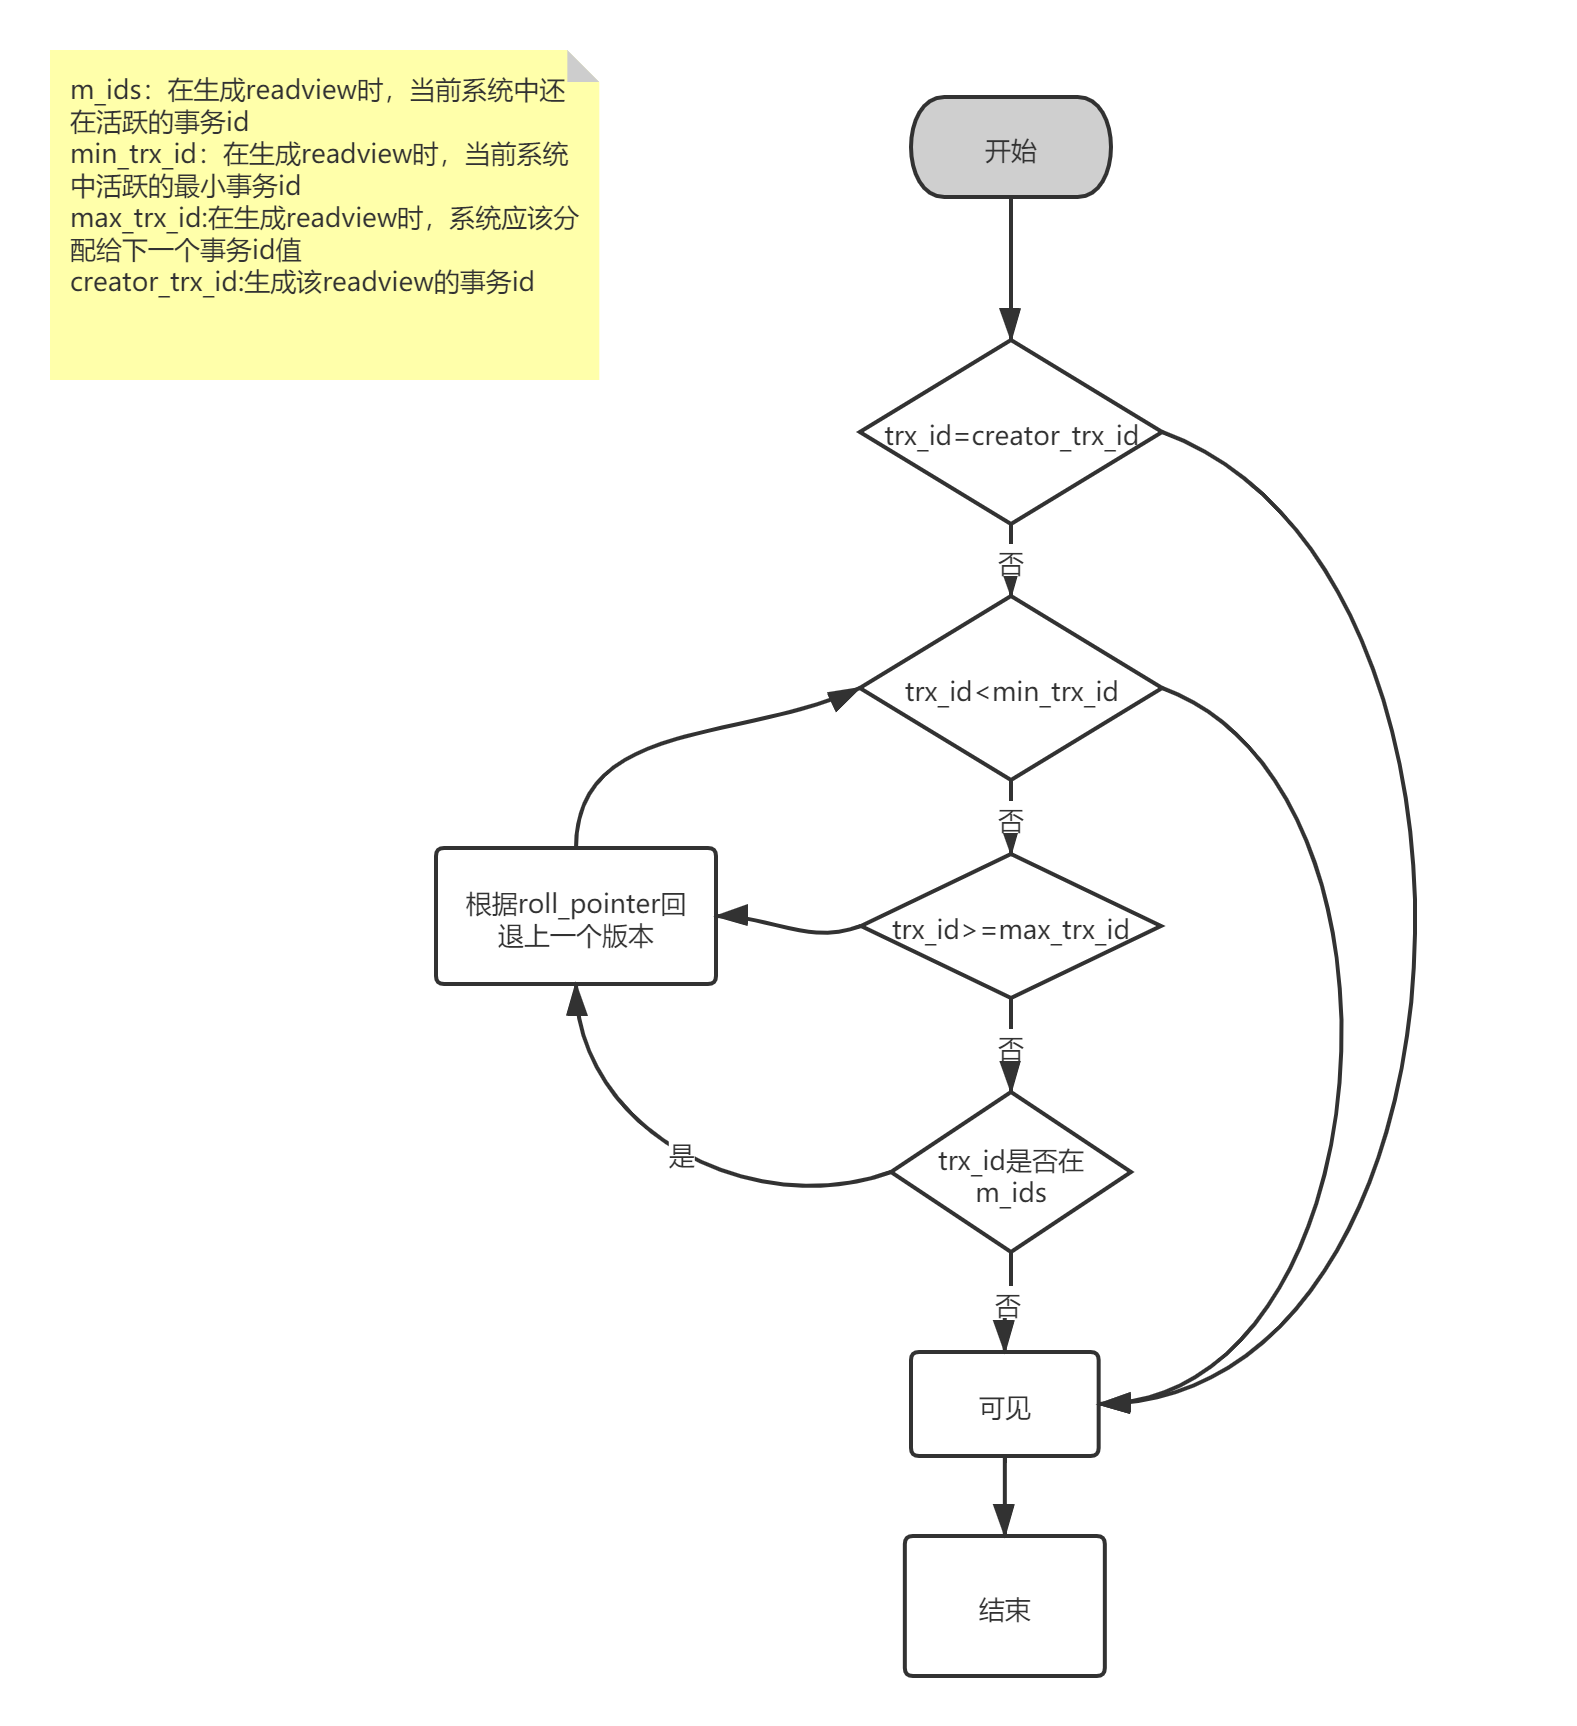 m_ids：在生成readview时，当前系统中还
在活跃的事务id
min_trx_id：在生成readview时，当前系统
中活跃的最小事务id
max_trx_id:在生成readview时，系统应该分
配给下一个事务id值
creator_trx_id:生成该readview的事务id
开始
trx_id=creator_trx_id
否
trx_id<min_trx_id
否
根据roll_pointer回
退上一个版本
trx_id>=max_trx_id
否
是
trx_id是否在
m_ids
否
可见
结束